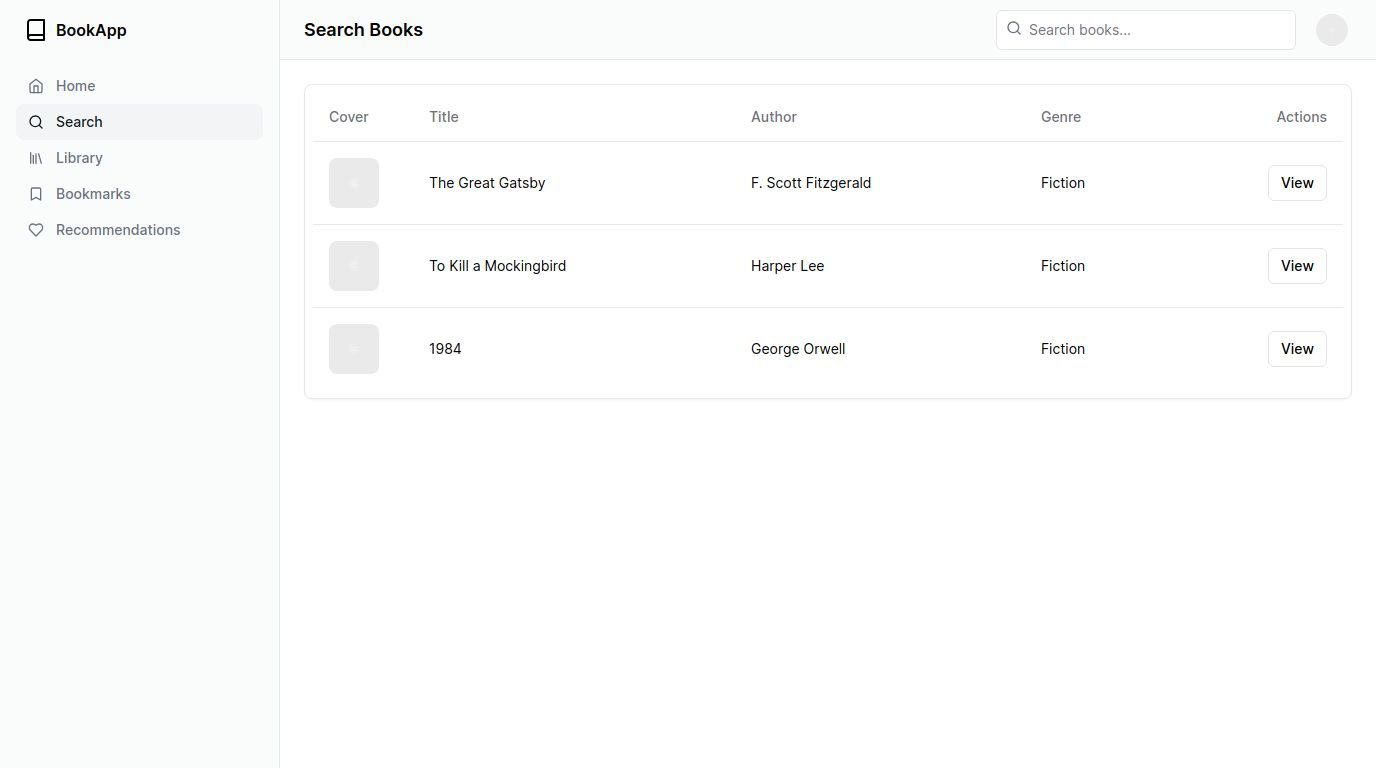 BookApp
Home
Search
Library
Bookmarks
Recommendations
Search Books
Search books...
Cover Title Author Genre Actions
The Great Gatsby F. Scott Fitzgerald Fiction View
To Kill a Mockingbird Harper Lee Fiction View
1984 George Orwell Fiction View